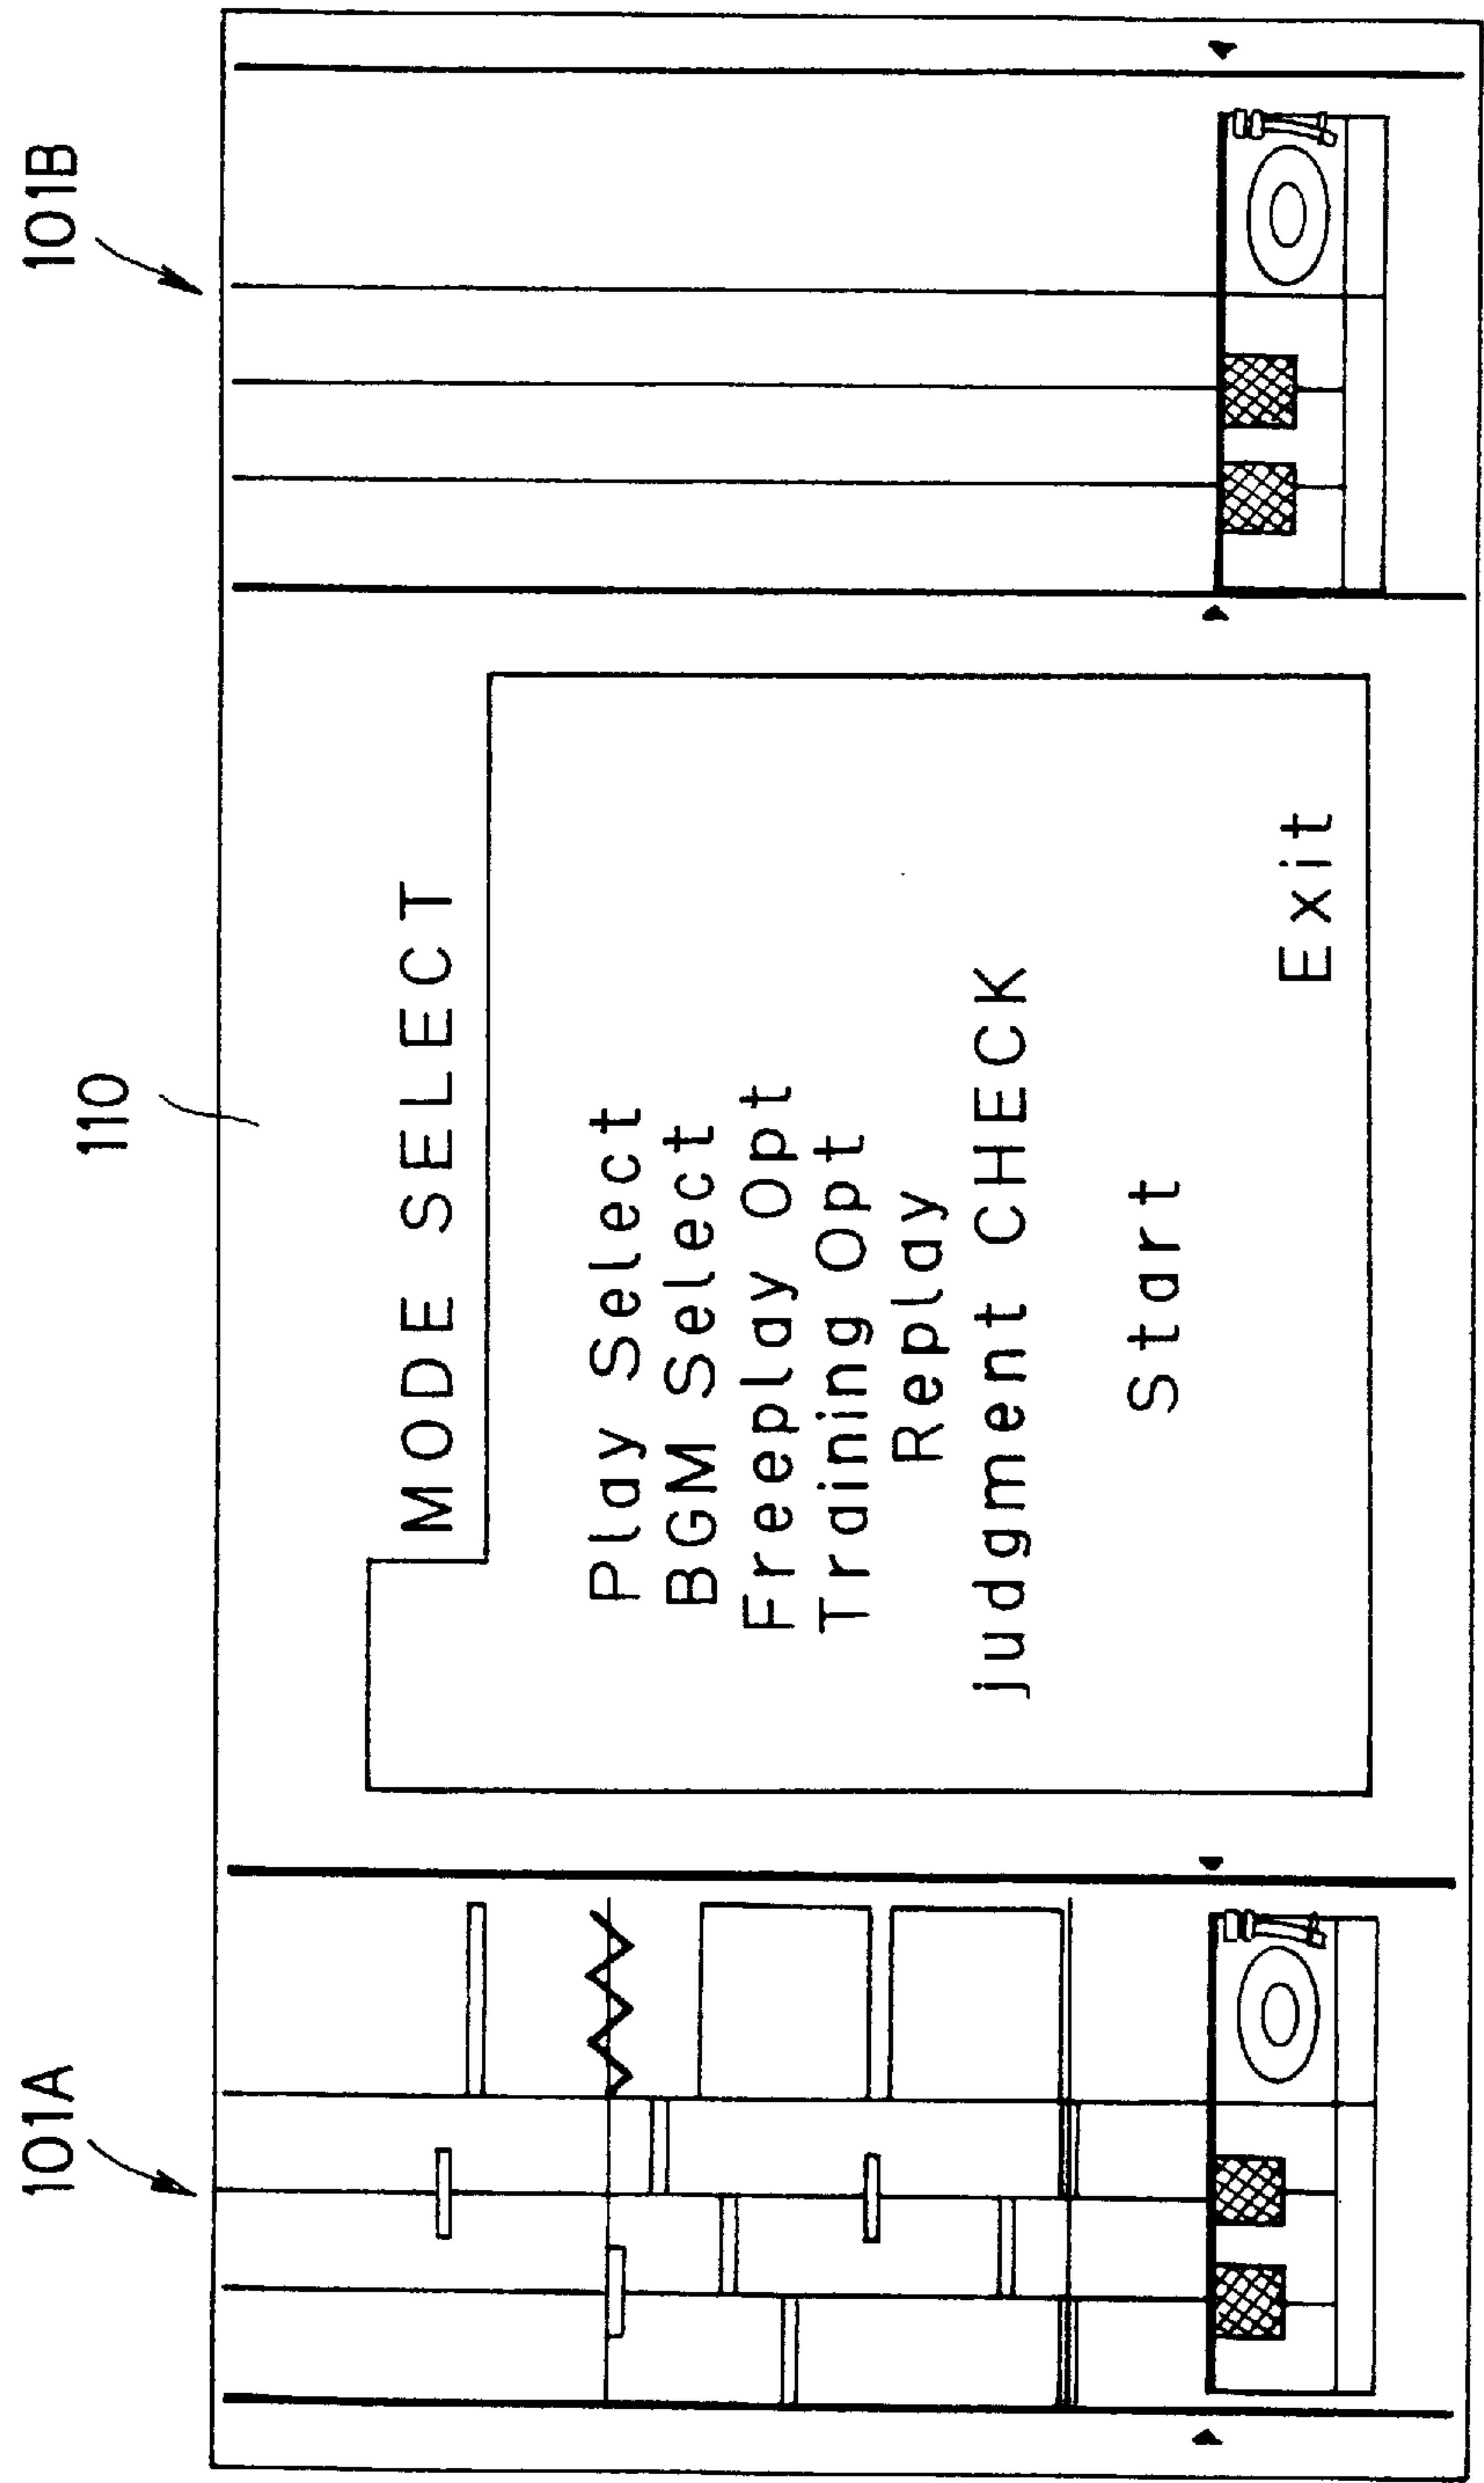 110
101A
101B
MODE SELECT
Play Select
BGM Select
Freeplay Opt
Training Opt
Replay
judgment CHECK
Start
Exit